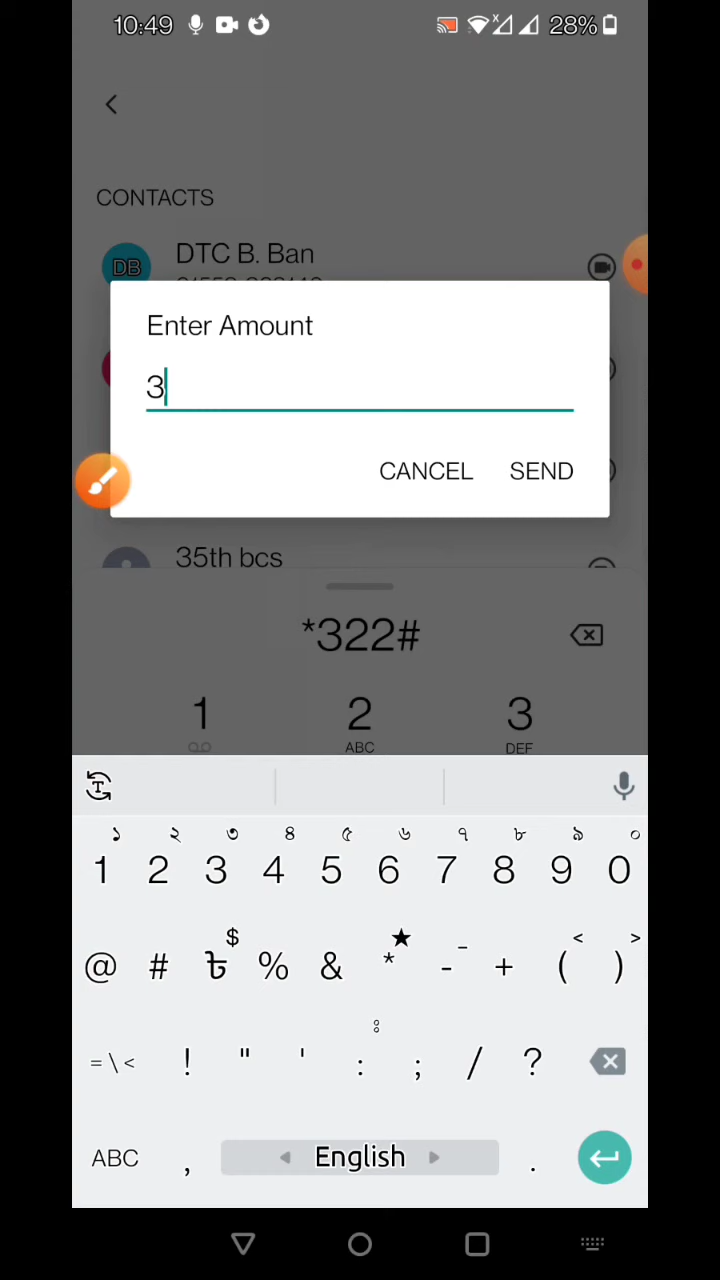 10:49 28%
CONTACTS
DB DTC B. Ban
Enter Amount
3
CANCEL SEND
35th bcs
*322#
1 2 3
ABC DEF
১ ২ ৩ ৪ ৫ ৬ ৭ ৮ ৯ ০
1 2 3 4 5 6 7 8 9 0
$ ★ _ < >
@ # ৳ % & * - + ( )
ঃ
=\< ! " ' : ; / ?
ABC , English .